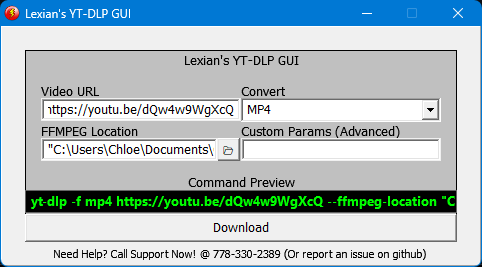 Lexian's YT-DLP GUI
Lexian's YT-DLP GUI
Video URL
Convert
https://youtu.be/dQw4w9WgXcQ
MP4
FFMPEG Location
Custom Params (Advanced)
"C:\Users\Chloe\Documents\
Command Preview
yt-dlp -f mp4 https://youtu.be/dQw4w9WgXcQ --ffmpeg-location "C
Download
Need Help? Call Support Now! @ 778-330-2389 (Or report an issue on github)